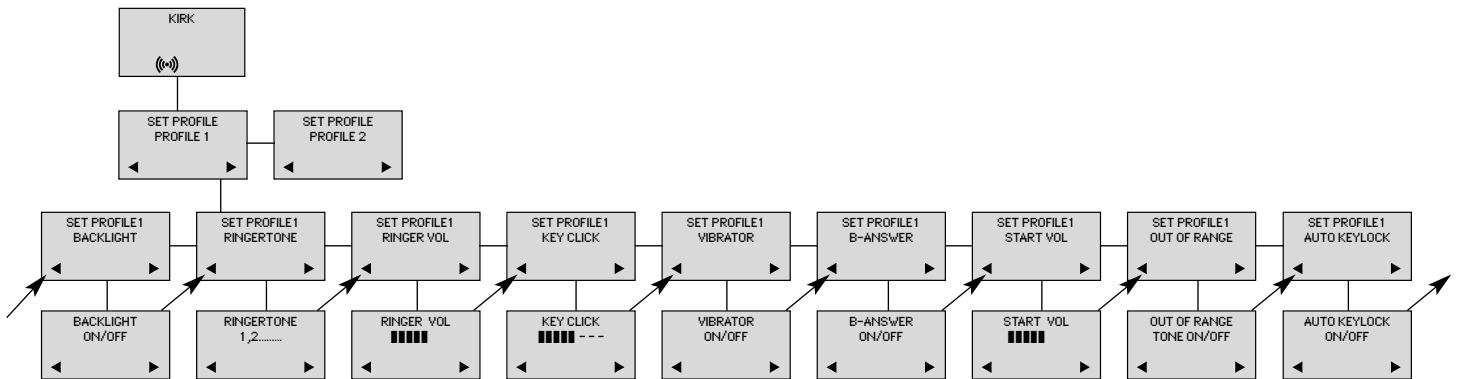 KIRK
SET PROFILE
PROFILE 1
SET PROFILE
PROFILE 2
SET PROFILE1
BACKLIGHT
SET PROFILE1
RINGERTONE
SET PROFILE1
RINGER VOL
SET PROFILE1
KEY CLICK
SET PROFILE1
VIBRATOR
SET PROFILE1
B-ANSWER
SET PROFILE1
START VOL
SET PROFILE1
OUT OF RANGE
SET PROFILE1
AUTO KEYLOCK
BACKLIGHT
ON/OFF
RINGERTONE
1,2.........
RINGER VOL
KEY CLICK
---
VIBRATOR
ON/OFF
B-ANSWER
ON/OFF
START VOL
OUT OF RANGE
TONE ON/OFF
AUTO KEYLOCK
ON/OFF